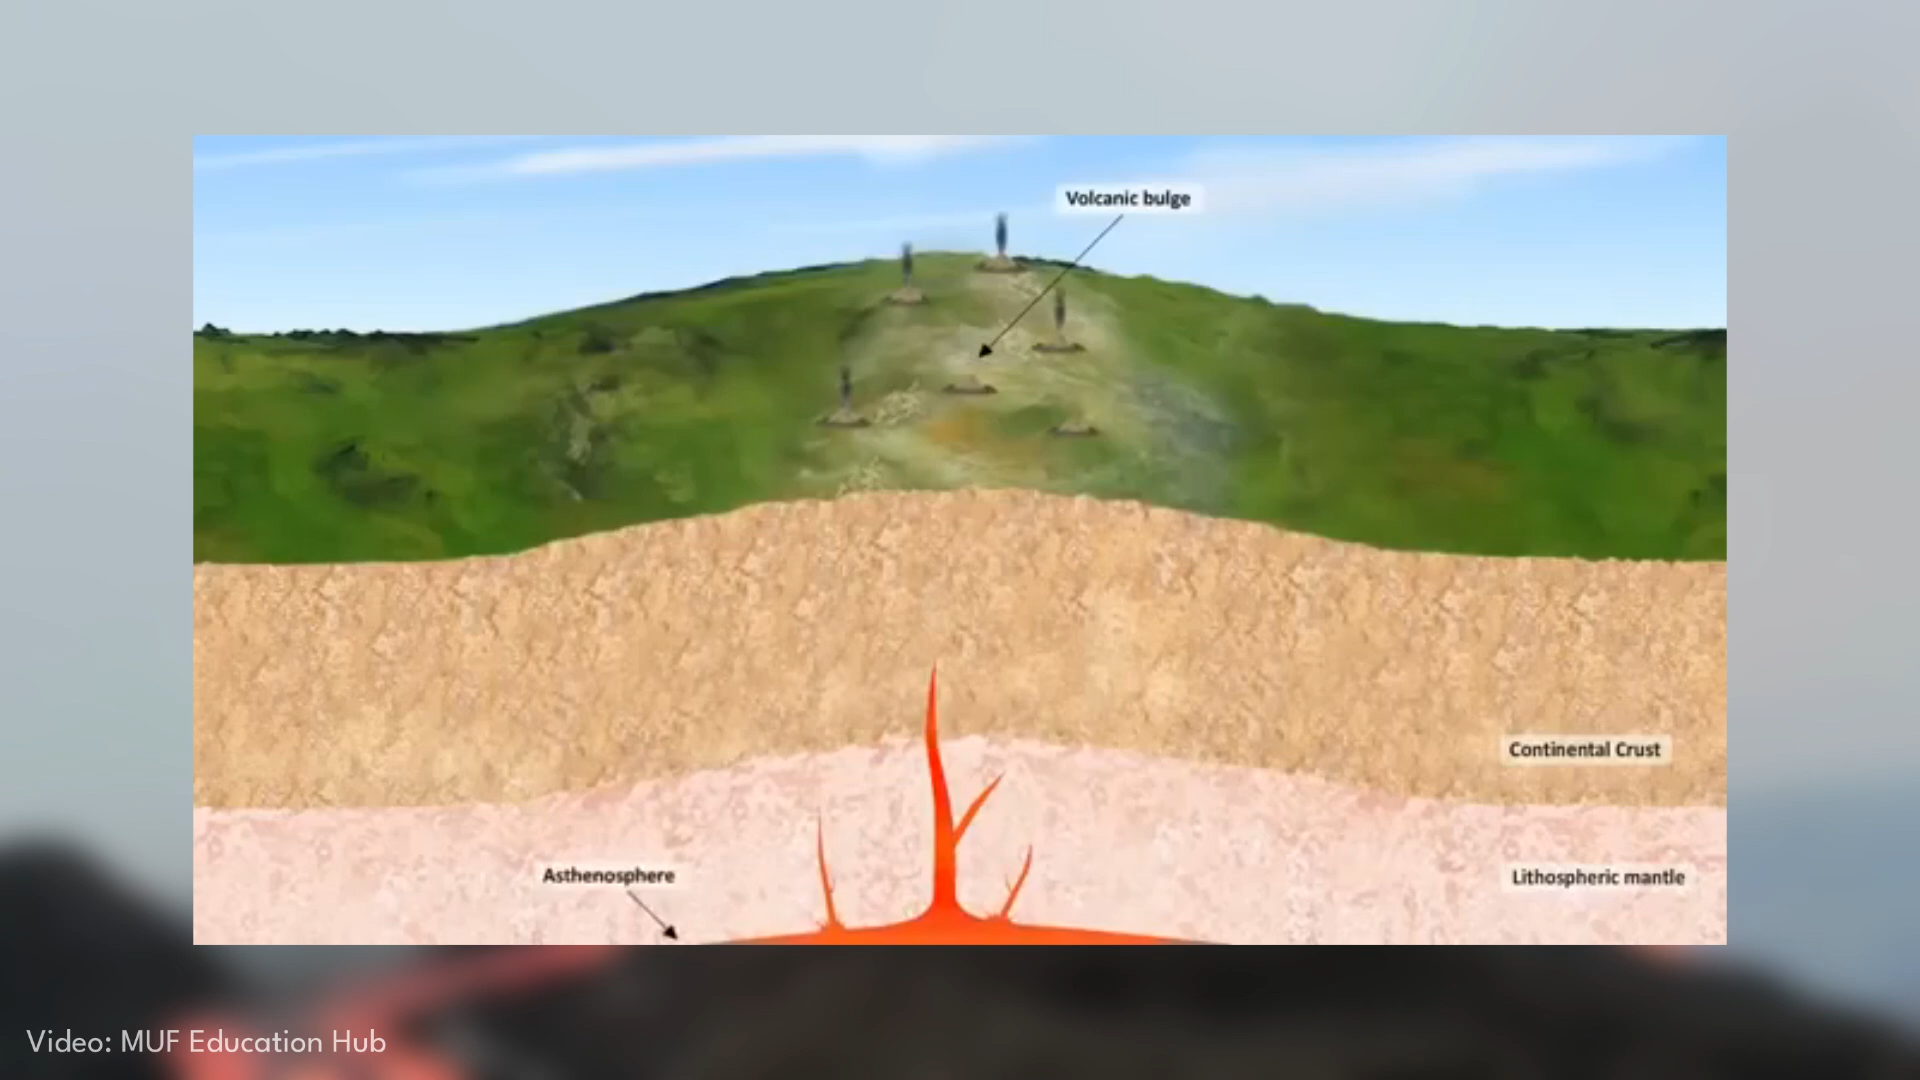 Volcanic bulge
Continental Crust
Asthenosphere
Lithospheric mantle
Video: MUF Education Hub